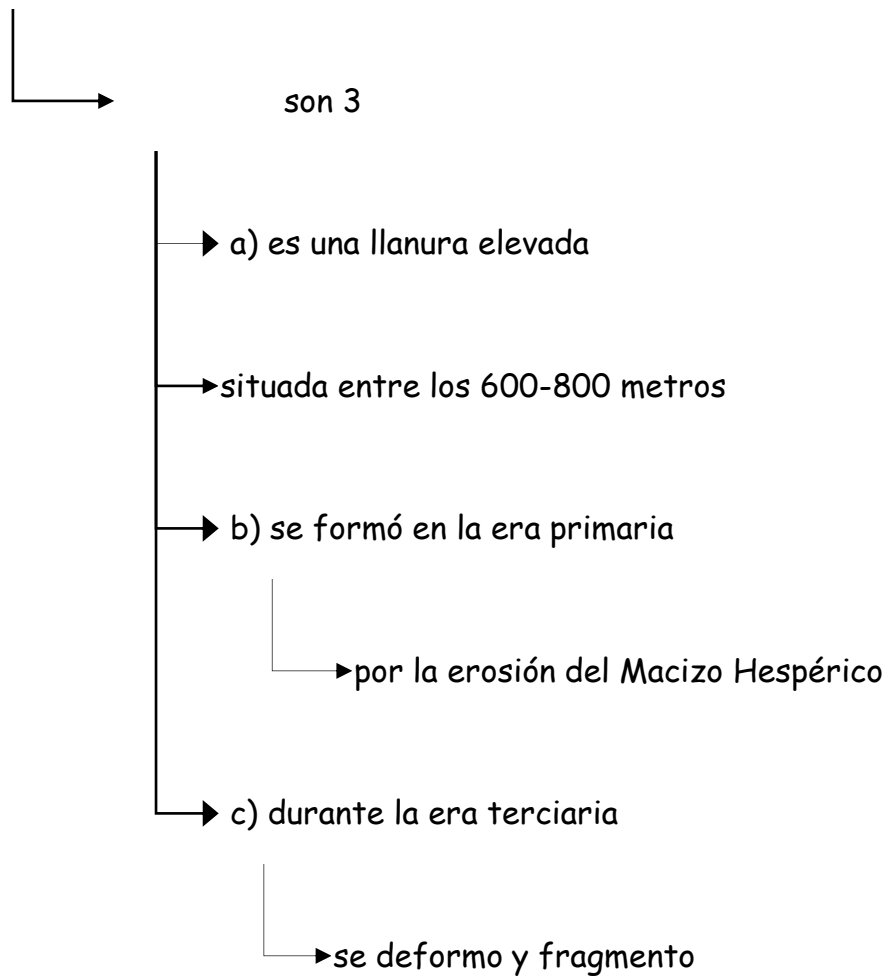 son 3
a) es una llanura elevada
situada entre los 600-800 metros
b) se formó en la era primaria
por la erosión del Macizo Hespérico
c) durante la era terciaria
se deformo y fragmento